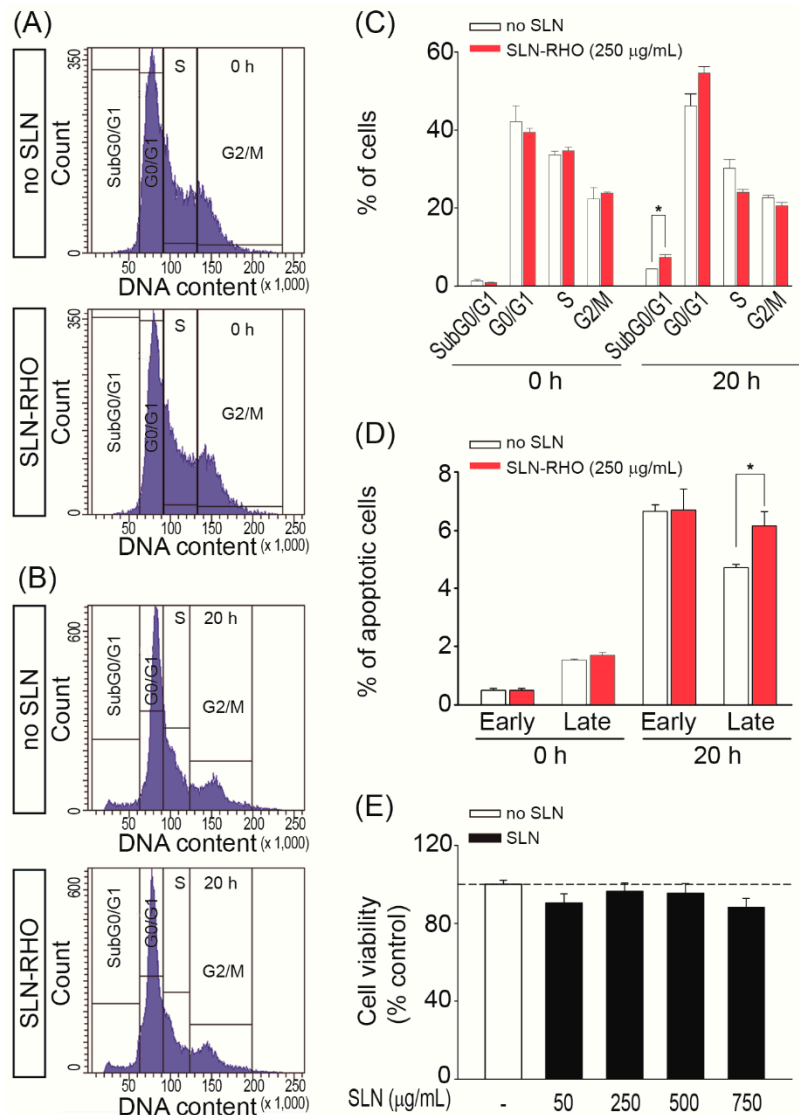 (A)
no SLN
Count
350
0
SubG0/G1
G0/G1
S
0 h
G2/M
50 100 150 200 250
DNA content (x 1,000)
SLN-RHO
Count
350
0
SubG0/G1
G0/G1
S
0 h
G2/M
50 100 150 200 250
DNA content (x 1,000)
(B)
no SLN
Count
600
0
SubG0/G1
G0/G1
S
20 h
G2/M
50 100 150 200 250
DNA content (x 1,000)
SLN-RHO
Count
600
0
SubG0/G1
G0/G1
S
20 h
G2/M
50 100 150 200 250
DNA content (x 1,000)
(C)
no SLN
SLN-RHO (250 µg/mL)
% of cells
60
40
20
0
*
SubG0/G1 G0/G1 S G2/M SubG0/G1 G0/G1 S G2/M
0 h 20 h
(D)
no SLN
SLN-RHO (250 µg/mL)
% of apoptotic cells
8
6
4
2
0
*
Early Late Early Late
0 h 20 h
(E)
no SLN
SLN
Cell viability
(% control)
120
80
40
0
SLN (µg/mL) - 50 250 500 750